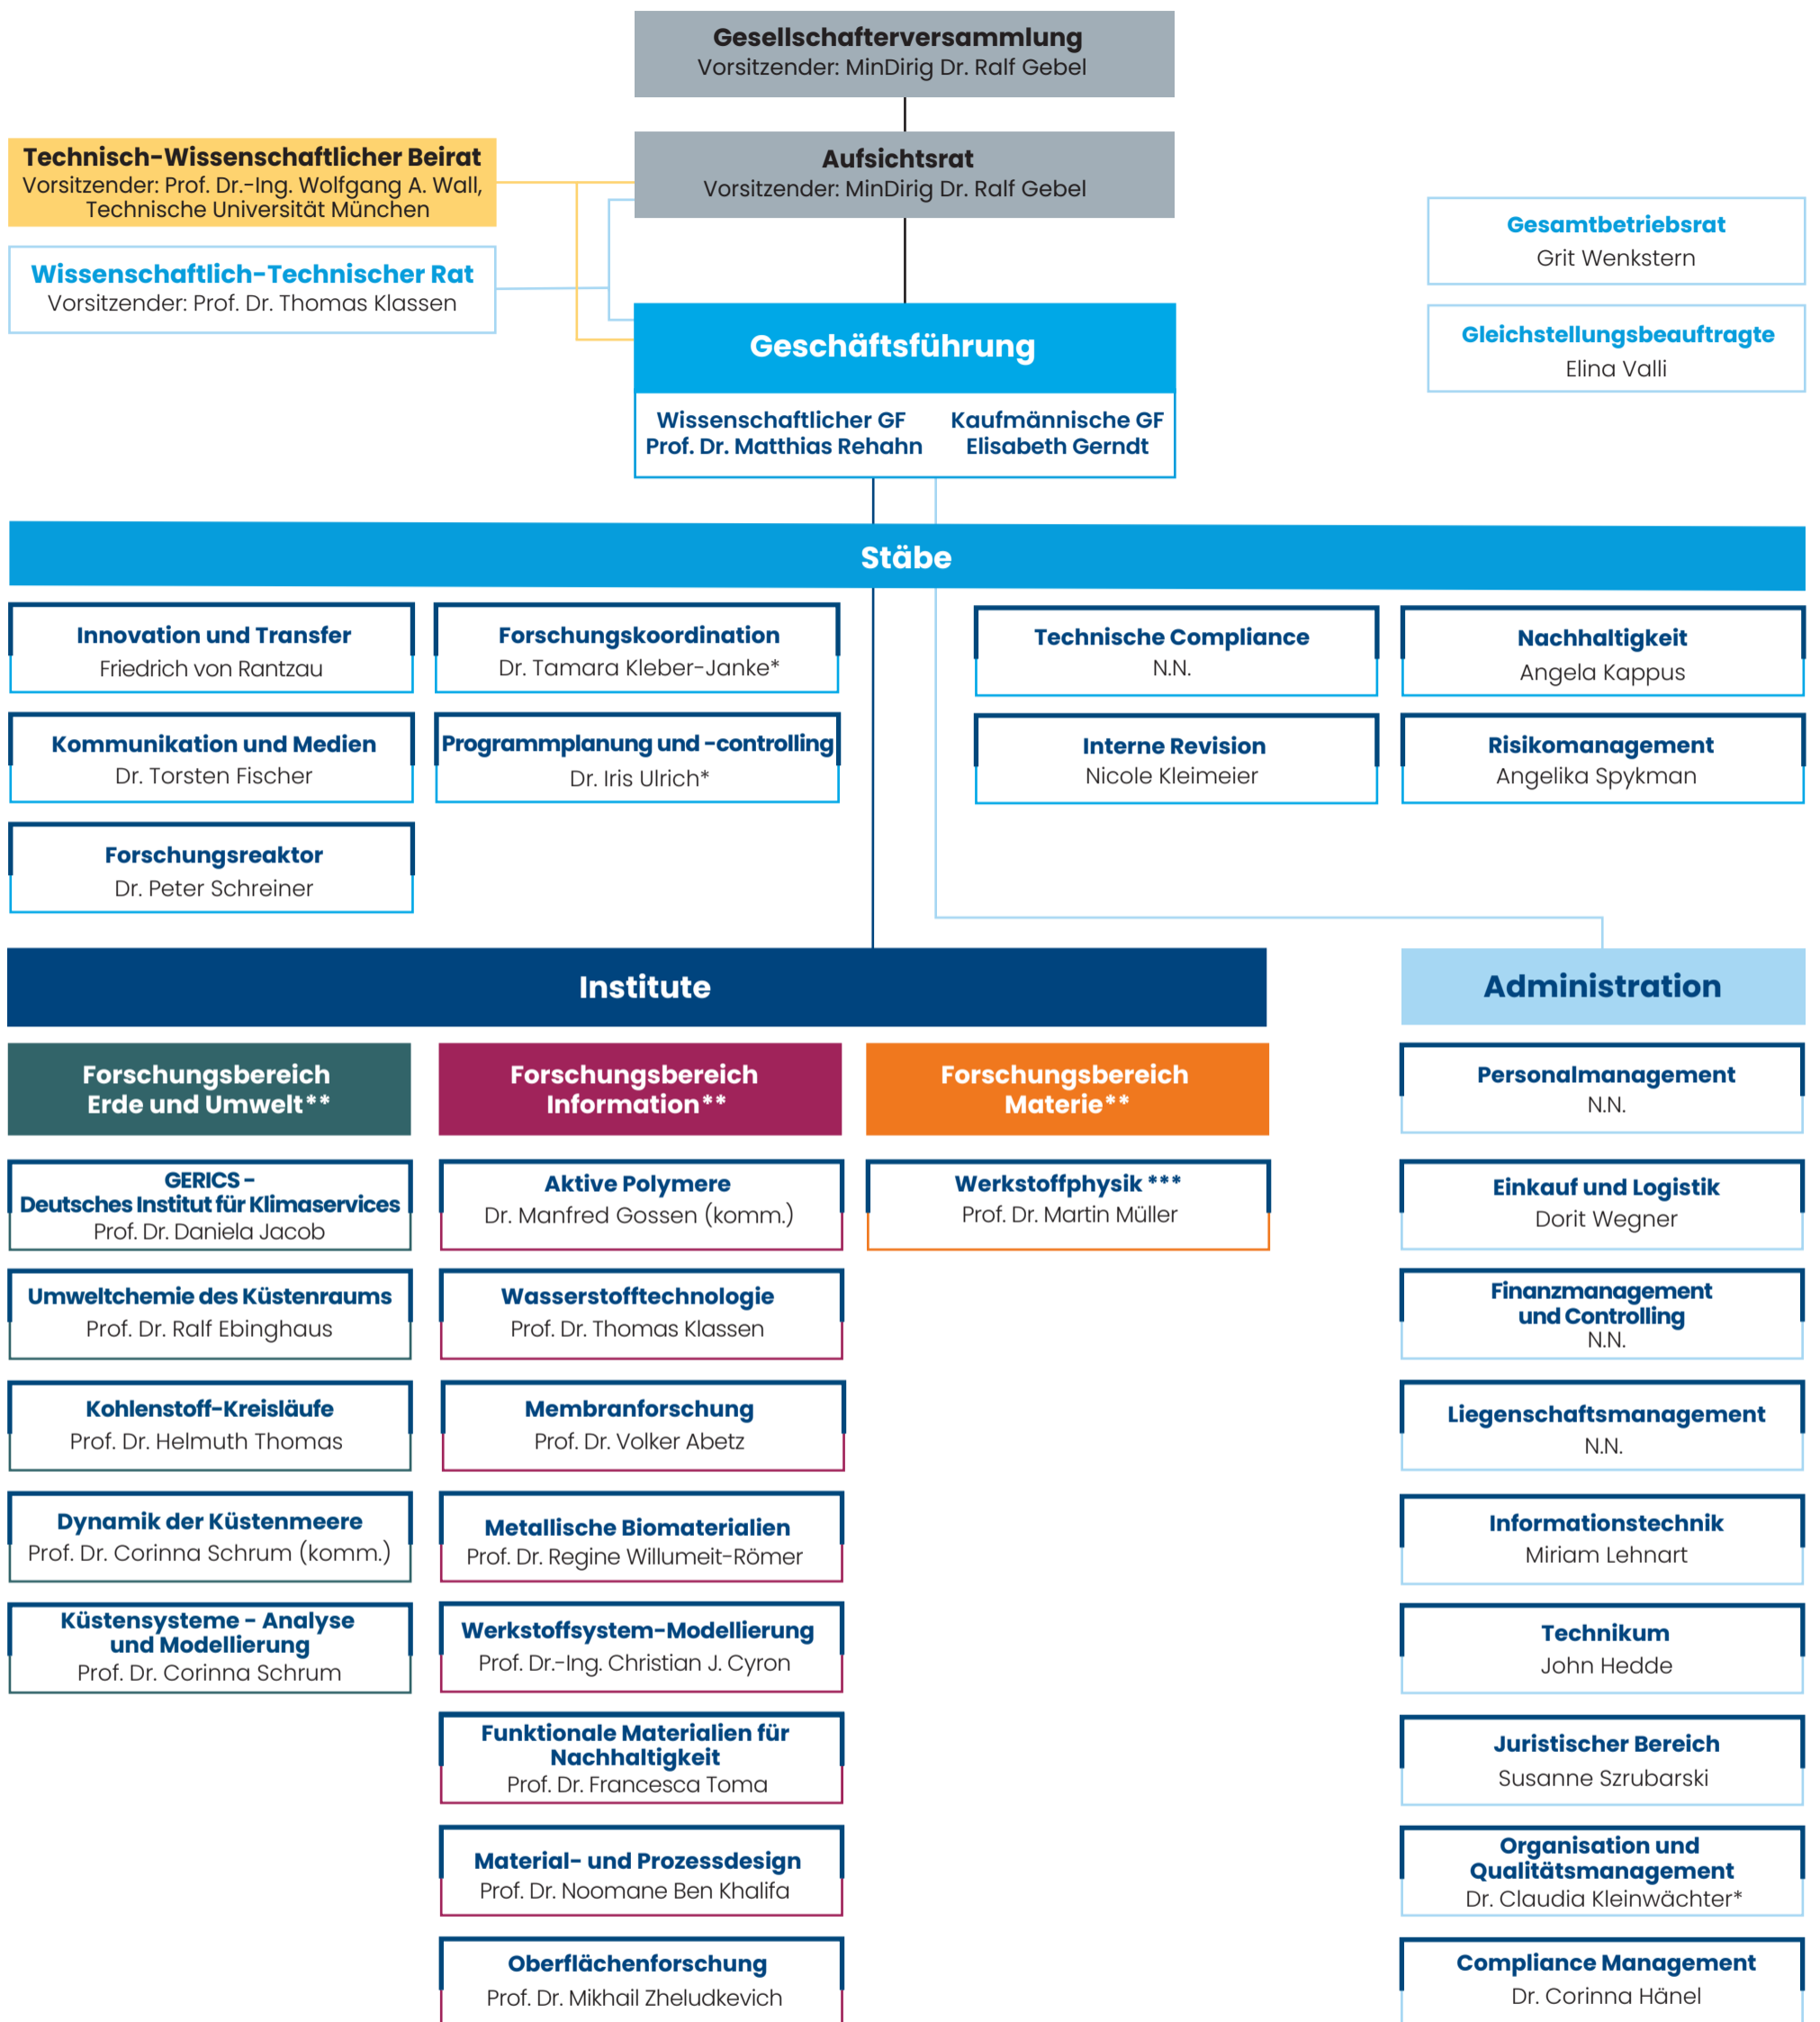 Gesellschafterversammlung
Vorsitzender: MinDirig Dr. Ralf Gebel
Aufsichtsrat
Vorsitzender: MinDirig Dr. Ralf Gebel
Technisch-Wissenschaftlicher Beirat
Vorsitzender: Prof. Dr.-Ing. Wolfgang A. Wall,
Technische Universität München
Wissenschaftlich-Technischer Rat
Vorsitzender: Prof. Dr. Thomas Klassen
Gesamtbetriebsrat
Grit Wenkstern
Gleichstellungsbeauftragte
Elina Valli
Geschäftsführung
Wissenschaftlicher GF
Prof. Dr. Matthias Rehahn
Kaufmännische GF
Elisabeth Gerndt
Stäbe
Innovation und Transfer
Friedrich von Rantzau
Forschungskoordination
Dr. Tamara Kleber-Janke*
Technische Compliance
N.N.
Nachhaltigkeit
Angela Kappus
Kommunikation und Medien
Dr. Torsten Fischer
Programmplanung und -controlling
Dr. Iris Ulrich*
Interne Revision
Nicole Kleimeier
Risikomanagement
Angelika Spykman
Forschungsreaktor
Dr. Peter Schreiner
Institute
Forschungsbereich
Erde und Umwelt**
GERICS -
Deutsches Institut für Klimaservices
Prof. Dr. Daniela Jacob
Umweltchemie des Küstenraums
Prof. Dr. Ralf Ebinghaus
Kohlenstoff-Kreisläufe
Prof. Dr. Helmuth Thomas
Dynamik der Küstenmeere
Prof. Dr. Corinna Schrum (komm.)
Küstensysteme - Analyse
und Modellierung
Prof. Dr. Corinna Schrum
Forschungsbereich
Information**
Aktive Polymere
Dr. Manfred Gossen (komm.)
Wasserstofftechnologie
Prof. Dr. Thomas Klassen
Membranforschung
Prof. Dr. Volker Abetz
Metallische Biomaterialien
Prof. Dr. Regine Willumeit-Römer
Werkstoffsystem-Modellierung
Prof. Dr.-Ing. Christian J. Cyron
Funktionale Materialien für
Nachhaltigkeit
Prof. Dr. Francesca Toma
Material- und Prozessdesign
Prof. Dr. Noomane Ben Khalifa
Oberflächenforschung
Prof. Dr. Mikhail Zheludkevich
Forschungsbereich
Materie**
Werkstoffphysik ***
Prof. Dr. Martin Müller
Administration
Personalmanagement
N.N.
Einkauf und Logistik
Dorit Wegner
Finanzmanagement
und Controlling
N.N.
Liegenschaftsmanagement
N.N.
Informationstechnik
Miriam Lehnart
Technikum
John Hedde
Juristischer Bereich
Susanne Szrubarski
Organisation und
Qualitätsmanagement
Dr. Claudia Kleinwächter*
Compliance Management
Dr. Corinna Hänel